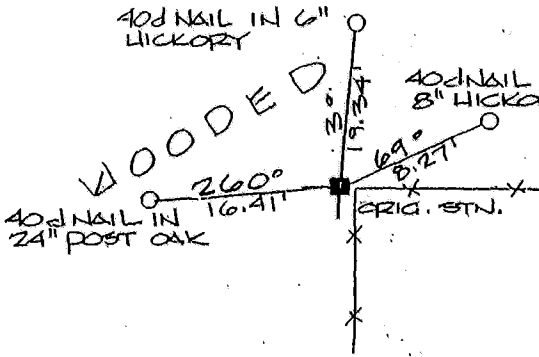 40d NAIL IN 6"
HICKORY
WOODED
3°
19.34'
40d NAIL
8" HICKO
69°
8.27'
260°
16.41'
40d NAIL IN
24" POST OAK
ORIG. STN.